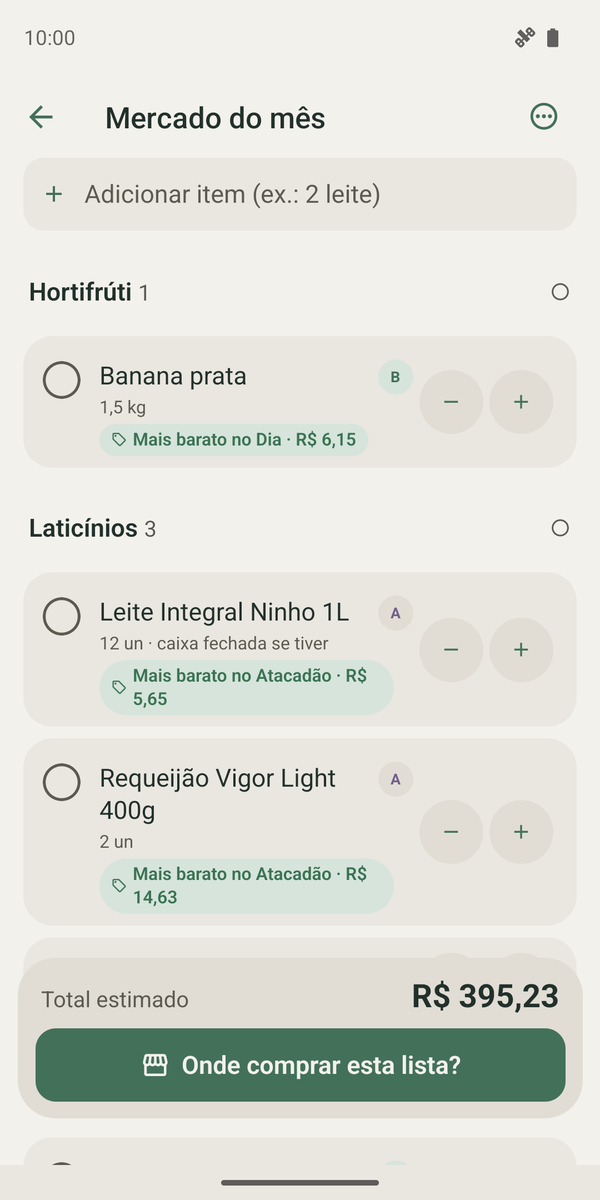 10:00
Mercado do mês
+ Adicionar item (ex.: 2 leite)
Hortifrúti 1
Banana prata
B
1,5 kg
Mais barato no Dia · R$ 6,15
− +
Laticínios 3
Leite Integral Ninho 1L
A
12 un · caixa fechada se tiver
Mais barato no Atacadão · R$
5,65
− +
Requeijão Vigor Light
400g
A
2 un
Mais barato no Atacadão · R$
14,63
− +
Total estimado
R$ 395,23
Onde comprar esta lista?